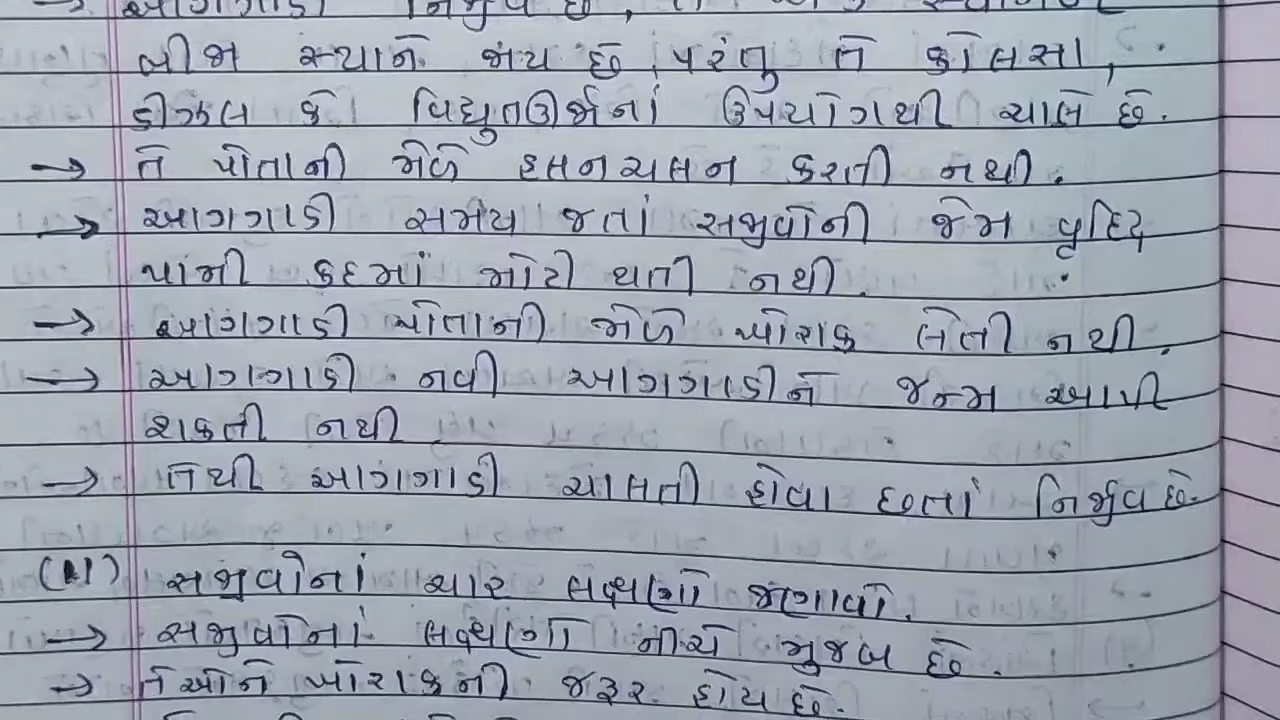 → આગગાડી નિર્જીવ છે,
બીજા સ્થાને જાય છે પરંતુ તે કોલસા,
ડીઝલ કે વિદ્યુતઊર્જાનાં ઉપયોગથી ચાલે છે.
→ તે પોતાની મેળે હલનચલન કરતી નથી.
→ આગગાડી સમય જતાં સજીવોની જેમ વૃદ્ધિ
પામી કદમાં મોટી થતી નથી.
→ આગગાડી પોતાની મેળે ખોરાક લેતી નથી.
→ આગગાડી નવી આગગાડીને જન્મ આપી
શકતી નથી.
→ તેથી આગગાડી ચાલતી હોવા છતાં નિર્જીવ છે.
સજીવોનાં ચાર લક્ષણો જણાવો.
→ સજીવોનાં લક્ષણો નીચે મુજબ છે.
→ તેઓને ખોરાકની જરૂર હોય છે.